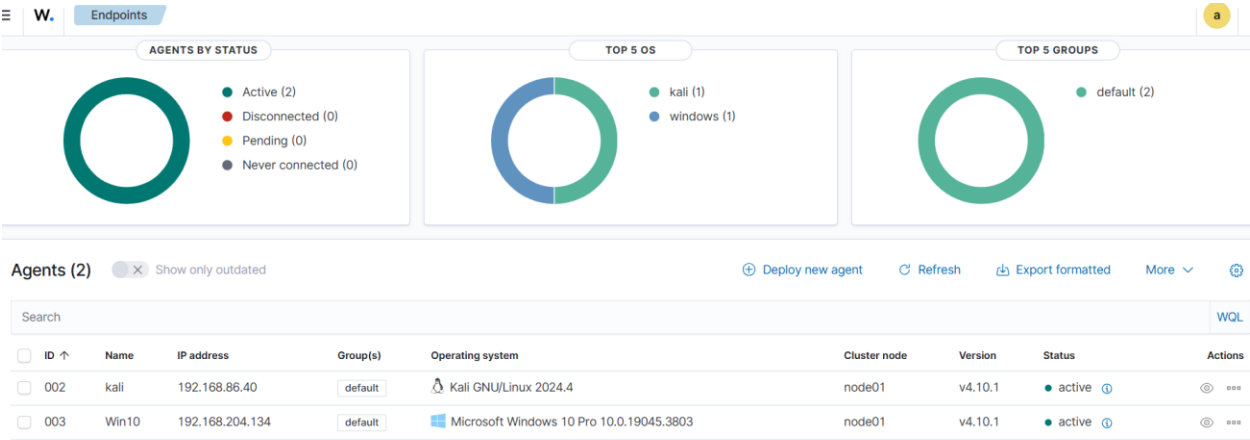 W. Endpoints a
AGENTS BY STATUS
Active (2)
Disconnected (0)
Pending (0)
Never connected (0)
TOP 5 OS
kali (1)
windows (1)
TOP 5 GROUPS
default (2)
Agents (2) Show only outdated Deploy new agent Refresh Export formatted More
Search WQL
ID Name IP address Group(s) Operating system Cluster node Version Status Actions
002 kali 192.168.86.40 default Kali GNU/Linux 2024.4 node01 v4.10.1 active
003 Win10 192.168.204.134 default Microsoft Windows 10 Pro 10.0.19045.3803 node01 v4.10.1 active